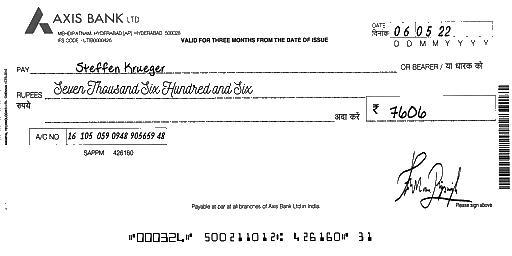 AXIS BANK LTD
MEHDIPATNAM, HYDERABAD [AP] - HYDERABAD 500028
IFS CODE - UTIB0000426
VALID FOR THREE MONTHS FROM THE DATE OF ISSUE
DATE
दिनांक 06 05 22
D D M M Y Y Y Y
PAY Steffen Krueger OR BEARER / या धारक को
RUPEES Seven Thousand Six Hundred and Six
रुपये अदा करें ₹ 7606
A/C NO 16 105 059 0948 905659 48
SAPPM 426160
Payable at par at all branches of Axis Bank Ltd in India.
Please sign above
"000324" 500211012: 426160" 31